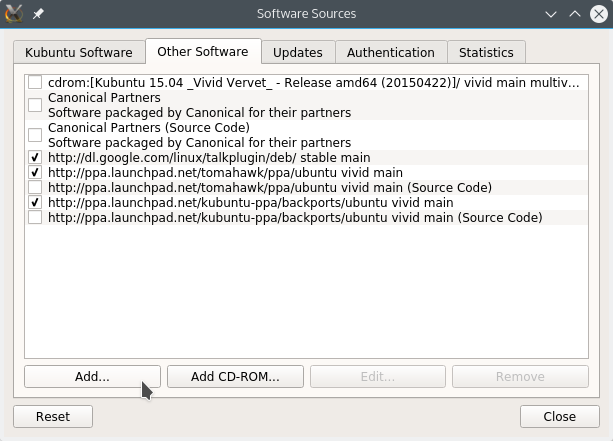 Software Sources
Kubuntu Software
Other Software
Updates
Authentication
Statistics
cdrom:[Kubuntu 15.04 _Vivid Vervet_ - Release amd64 (20150422)]/ vivid main multiv...
Canonical Partners
Software packaged by Canonical for their partners
Canonical Partners (Source Code)
Software packaged by Canonical for their partners
http://dl.google.com/linux/talkplugin/deb/ stable main
http://ppa.launchpad.net/tomahawk/ppa/ubuntu vivid main
http://ppa.launchpad.net/tomahawk/ppa/ubuntu vivid main (Source Code)
http://ppa.launchpad.net/kubuntu-ppa/backports/ubuntu vivid main
http://ppa.launchpad.net/kubuntu-ppa/backports/ubuntu vivid main (Source Code)
Add...
Add CD-ROM...
Edit...
Remove
Reset
Close